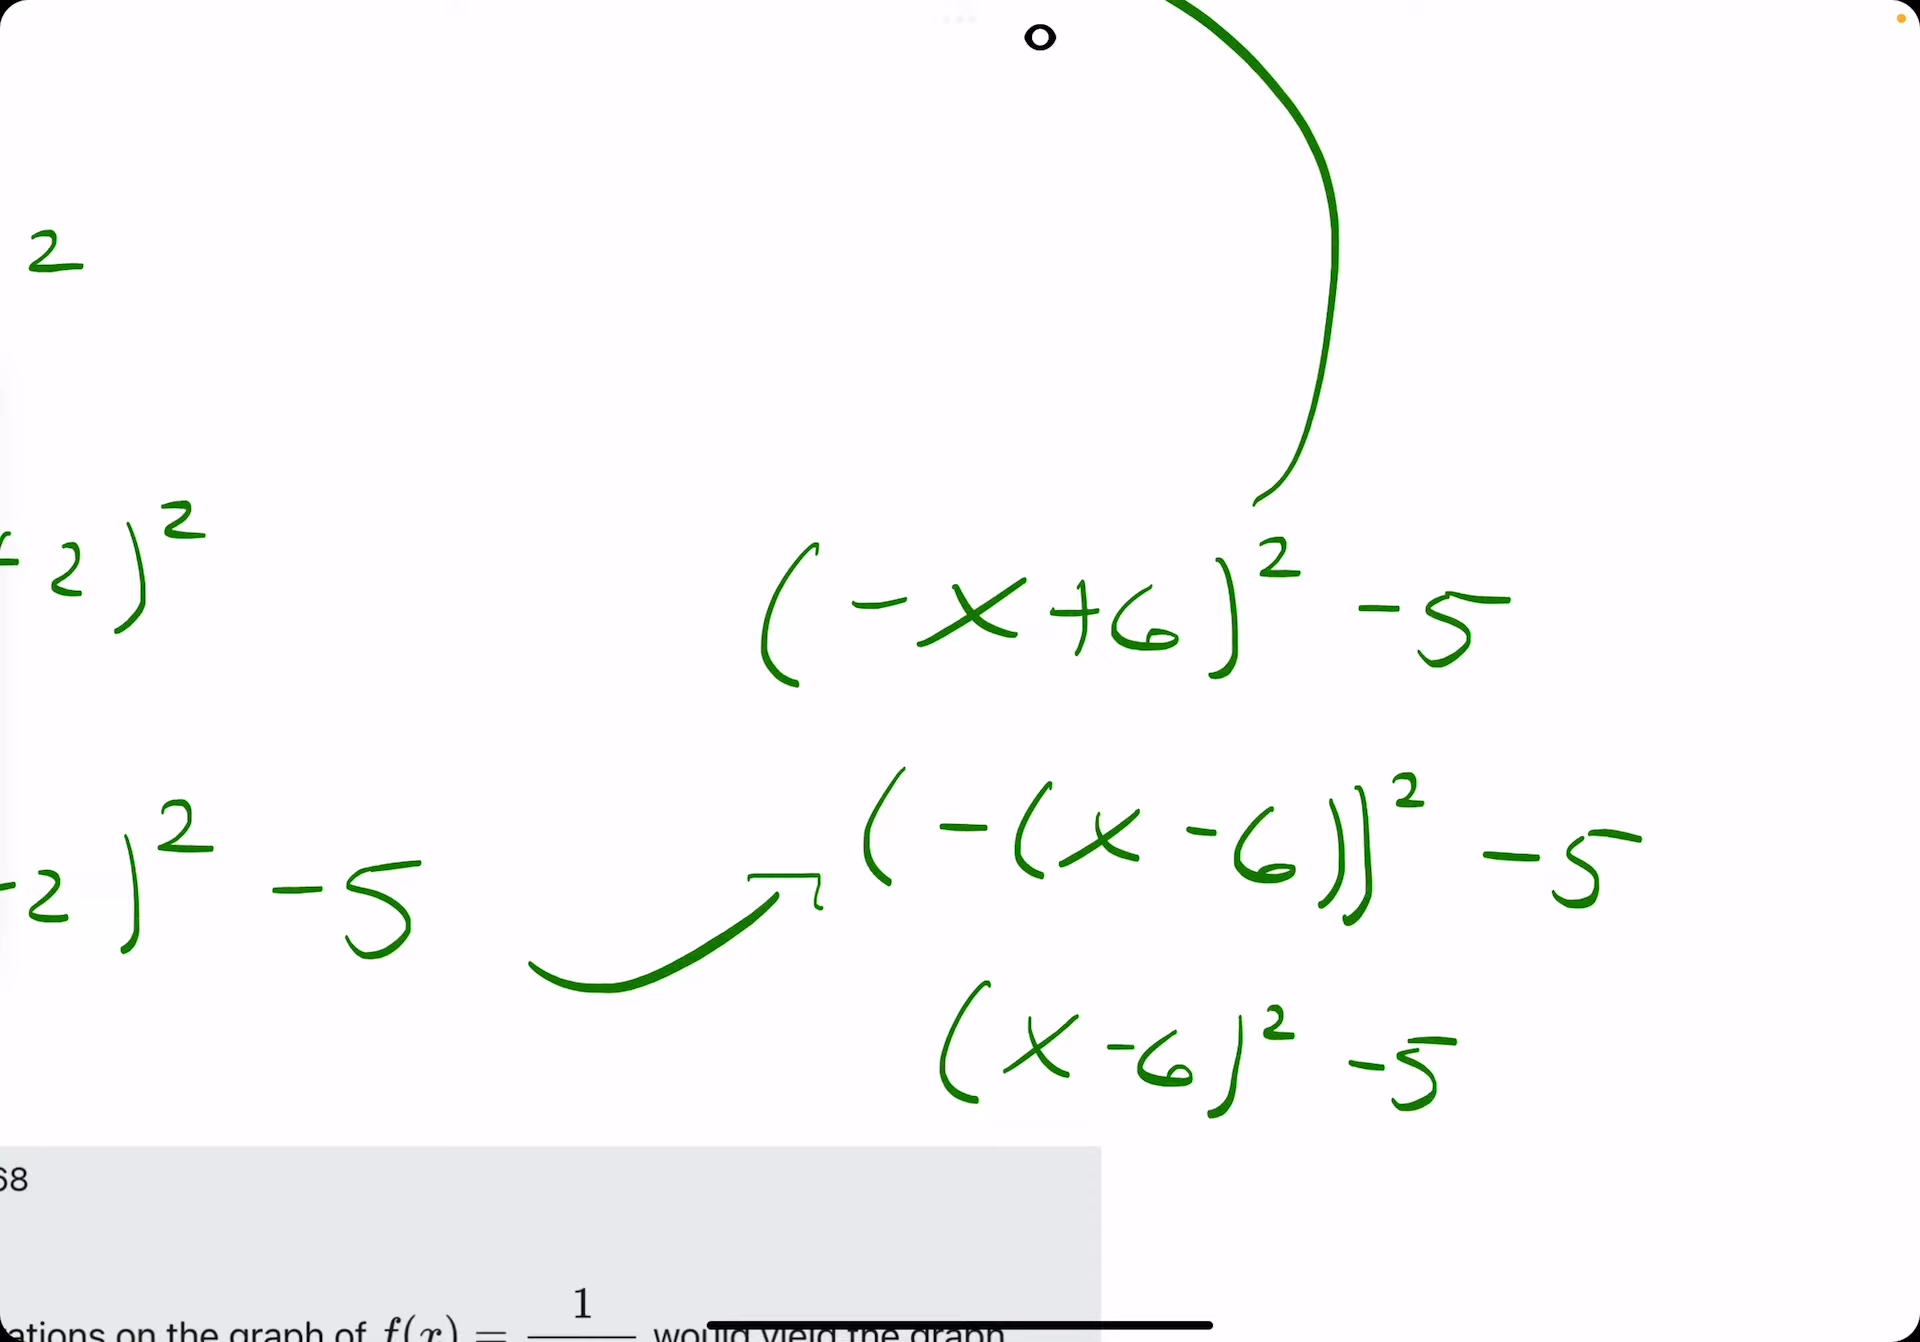 2
2)²
(-x+6)² -5
(-(x-6))² -5
-2)² -5
(x-6)² -5
68
ations on the graph of f(x) = 1 would yield the graph